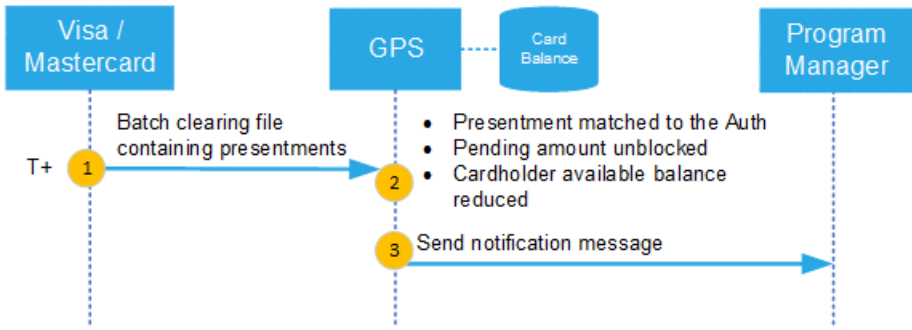 Visa /
Mastercard
GPS
Card
Balance
Program
Manager
Batch clearing file
containing presentments
T+
1
2
• Presentment matched to the Auth
• Pending amount unblocked
• Cardholder available balance
reduced
3
Send notification message